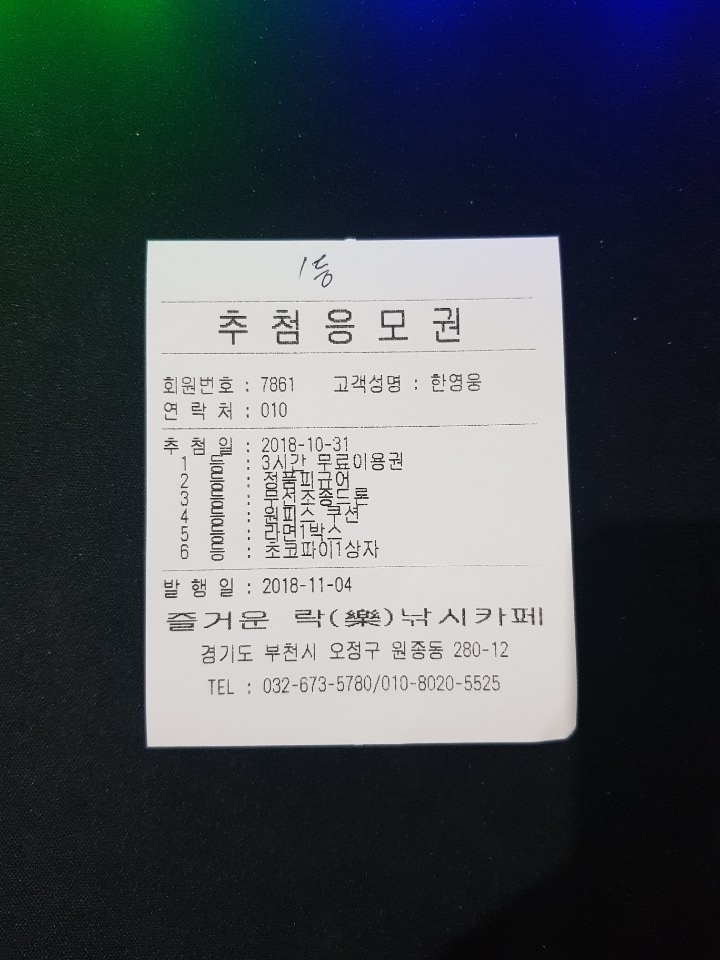 1등
추첨응모권
회원번호 : 7861 고객성명 : 한영웅
연락처 : 010
추첨일 : 2018-10-31
1 등 : 3시간 무료이용권
2 등 : 정품피규어
3 등 : 무선조종드론
4 등 : 원피스 쿠션
5 등 : 라면1박스
6 등 : 초코파이1상자
발행일 : 2018-11-04
즐거운 락(樂)낚시카페
경기도 부천시 오정구 원종동 280-12
TEL : 032-673-5780/010-8020-5525